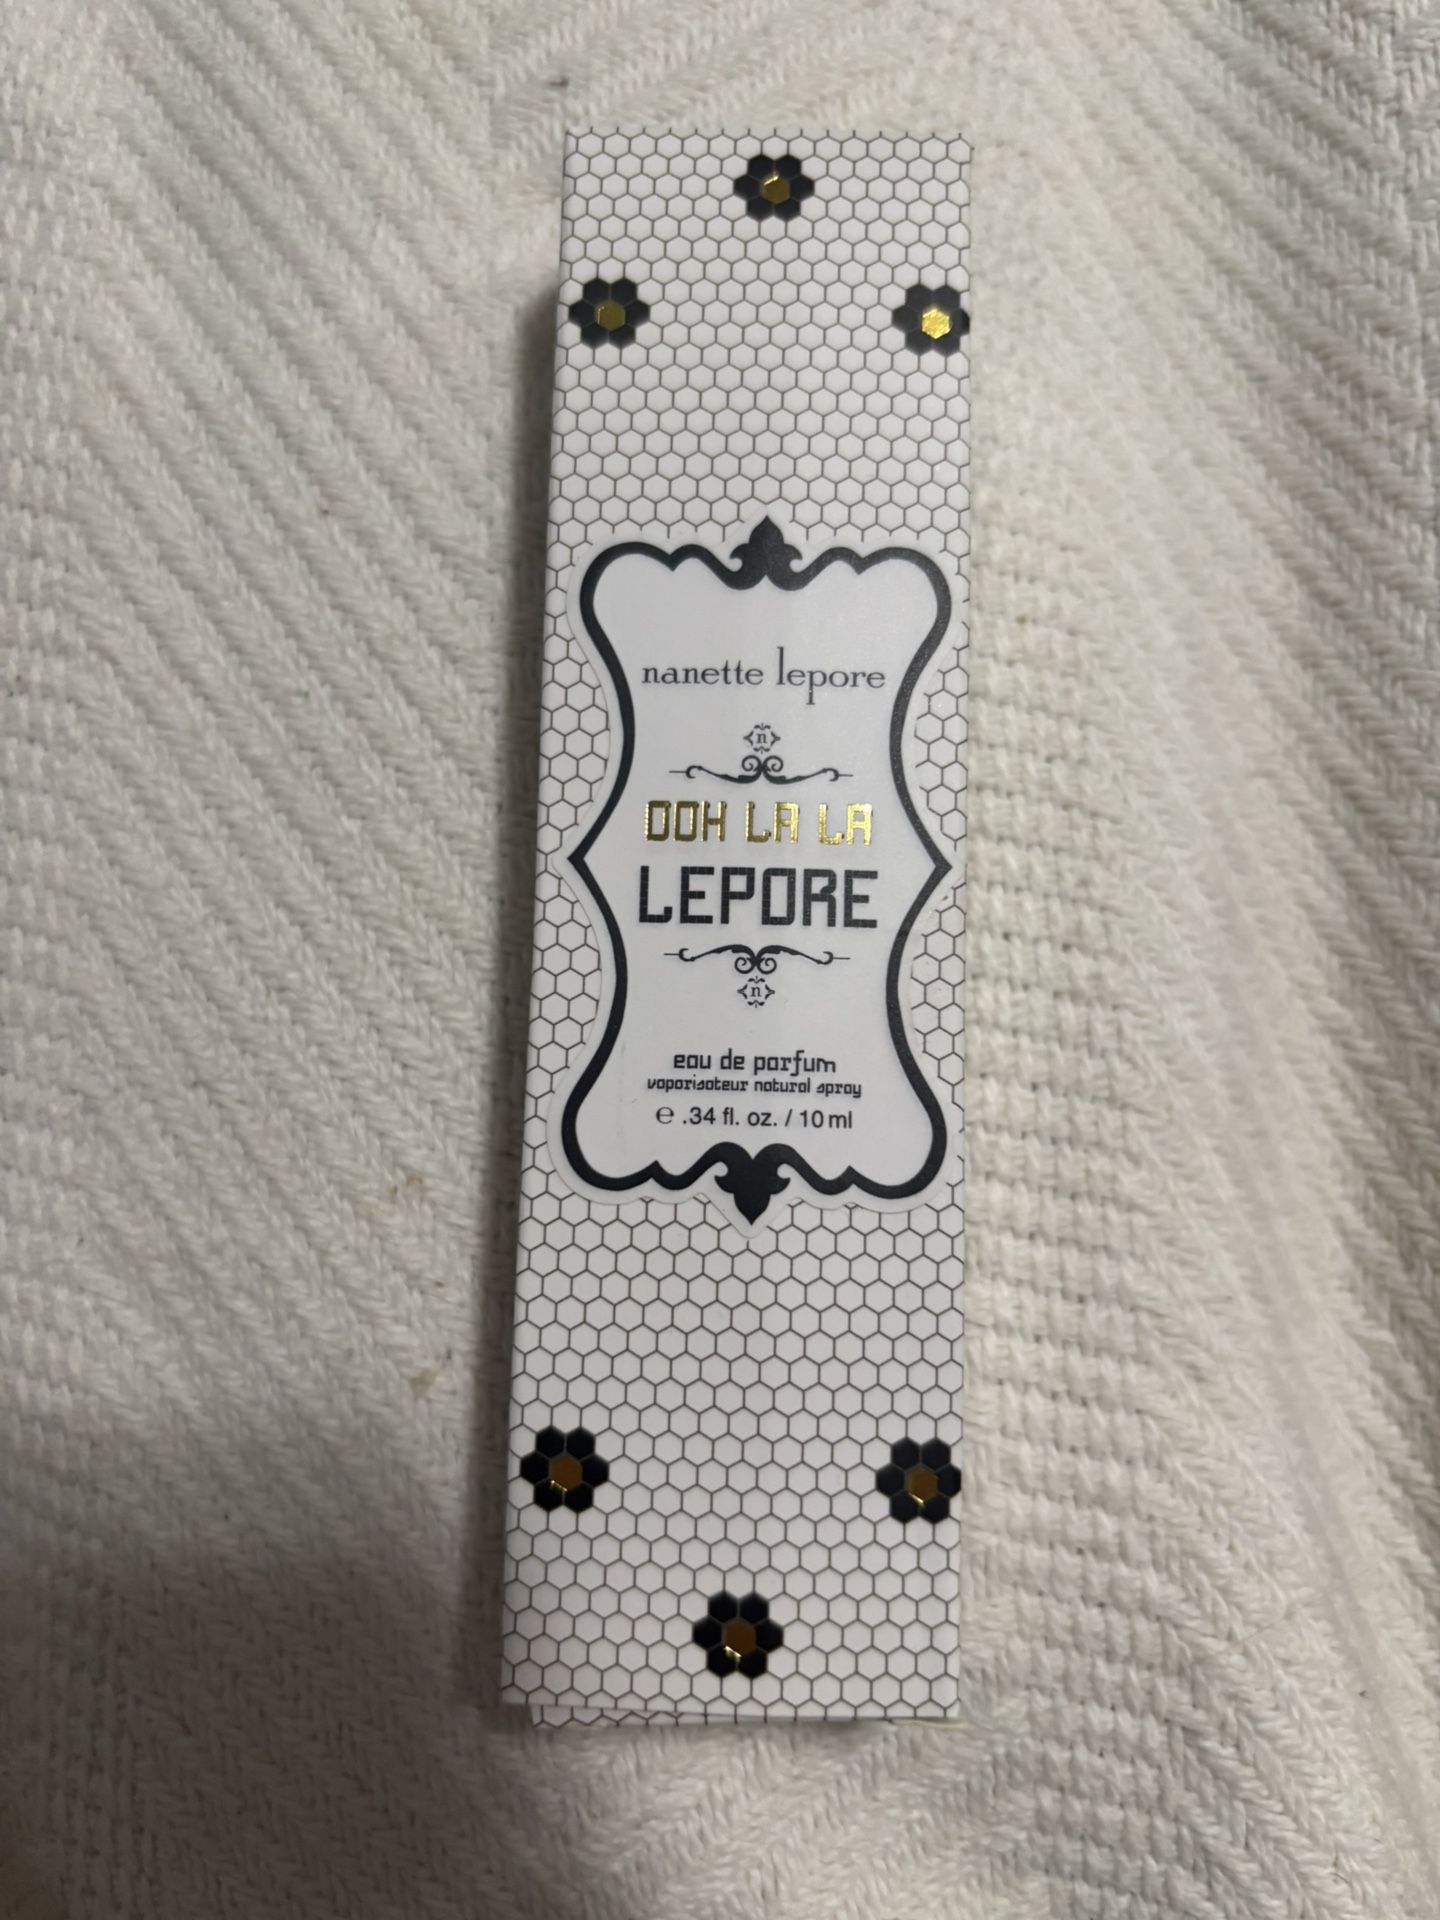 nanette lepore
n
OOH LA LA
LEPORE
n
eau de parfum
vaporisateur natural spray
℮ .34 fl. oz. / 10 ml